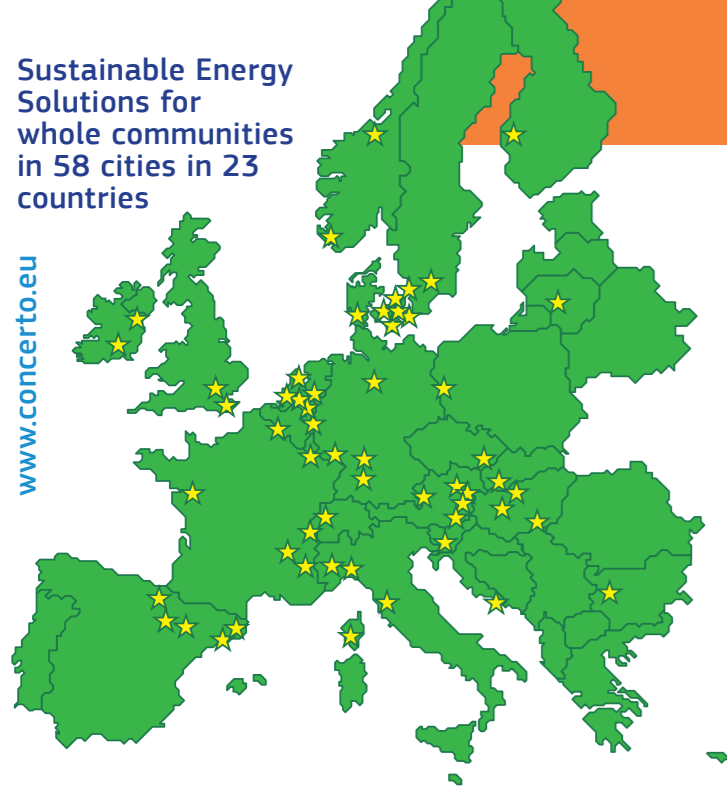 Sustainable Energy
Solutions for
whole communities
in 58 cities in 23
countries
www.concerto.eu